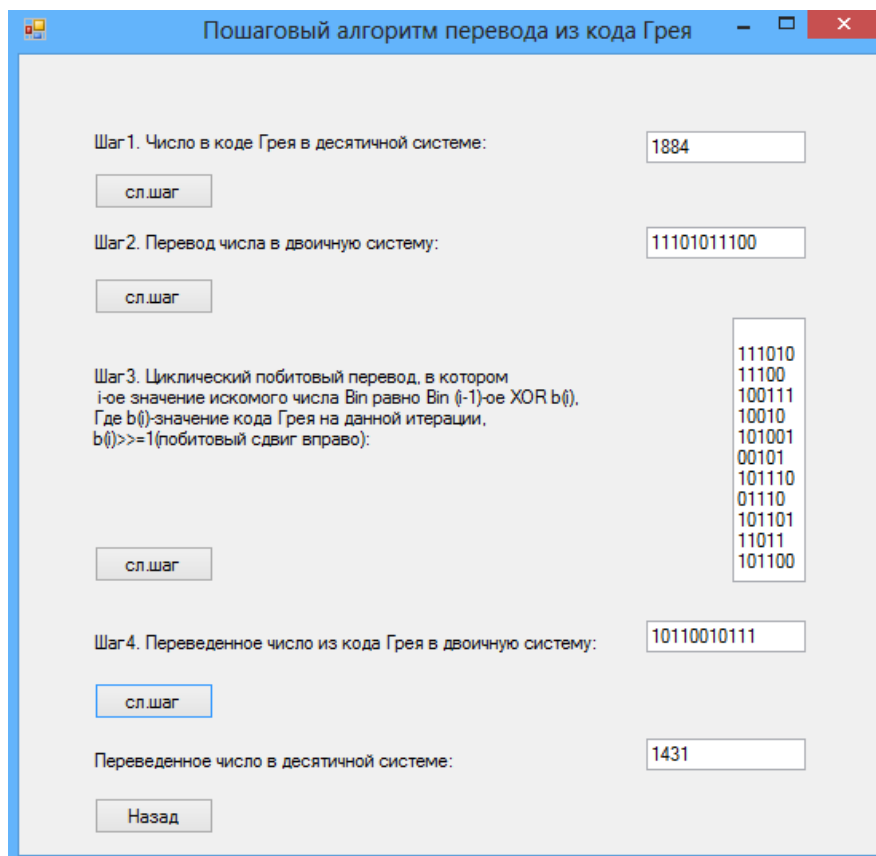 Пошаговый алгоритм перевода из кода Грея
Шаг1. Число в коде Грея в десятичной системе:
1884
сл.шаг
Шаг2. Перевод числа в двоичную систему:
11101011100
сл.шаг
Шаг3. Циклический побитовый перевод, в котором
i-ое значение искомого числа Bin равно Bin (i-1)-ое XOR b(i),
Где b(i)-значение кода Грея на данной итерации,
b(i)>>=1(побитовый сдвиг вправо):
111010
11100
100111
10010
101001
00101
101110
01110
101101
11011
101100
сл.шаг
Шаг4. Переведенное число из кода Грея в двоичную систему:
10110010111
сл.шаг
Переведенное число в десятичной системе:
1431
Назад